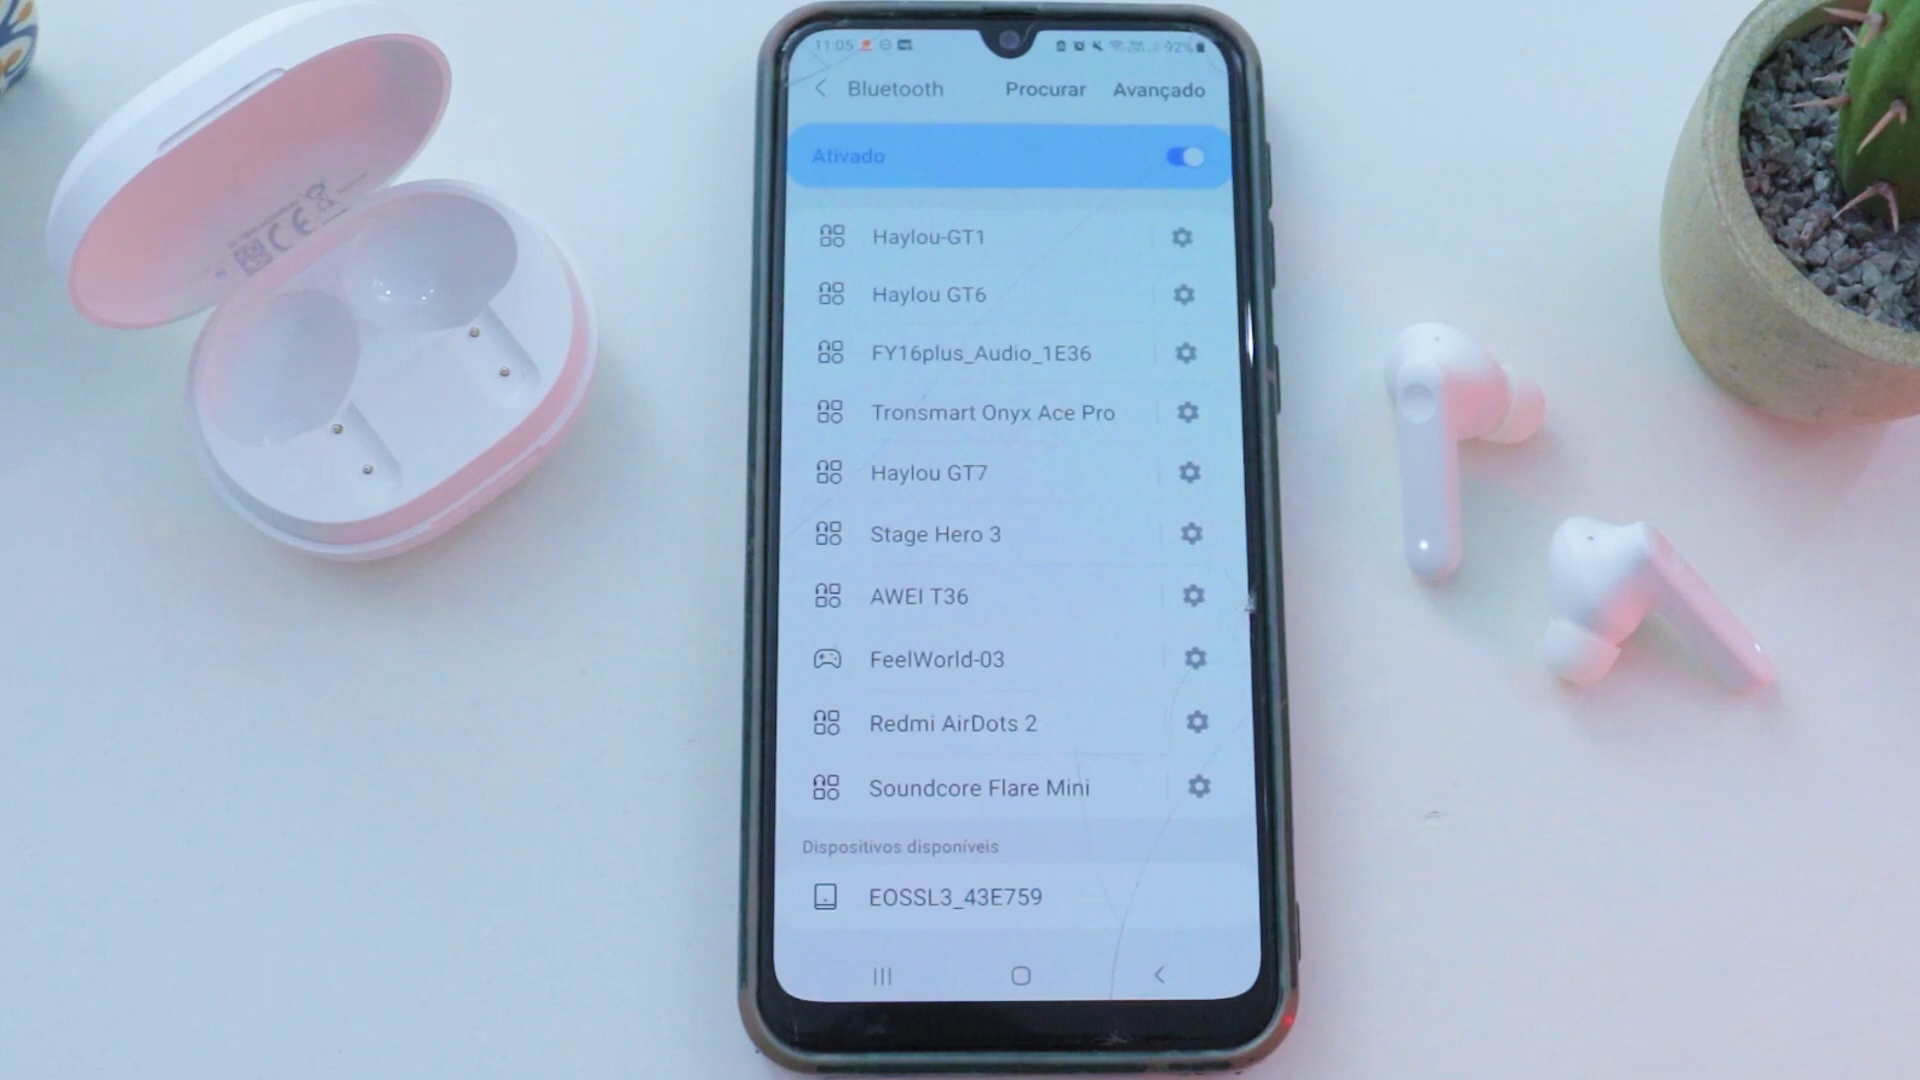 11:05 92%
Bluetooth Procurar Avançado
Ativado
Haylou-GT1
Haylou GT6
FY16plus_Audio_1E36
Tronsmart Onyx Ace Pro
Haylou GT7
Stage Hero 3
AWEI T36
FeelWorld-03
Redmi AirDots 2
Soundcore Flare Mini
Dispositivos disponíveis
EOSSL3_43E759
CE